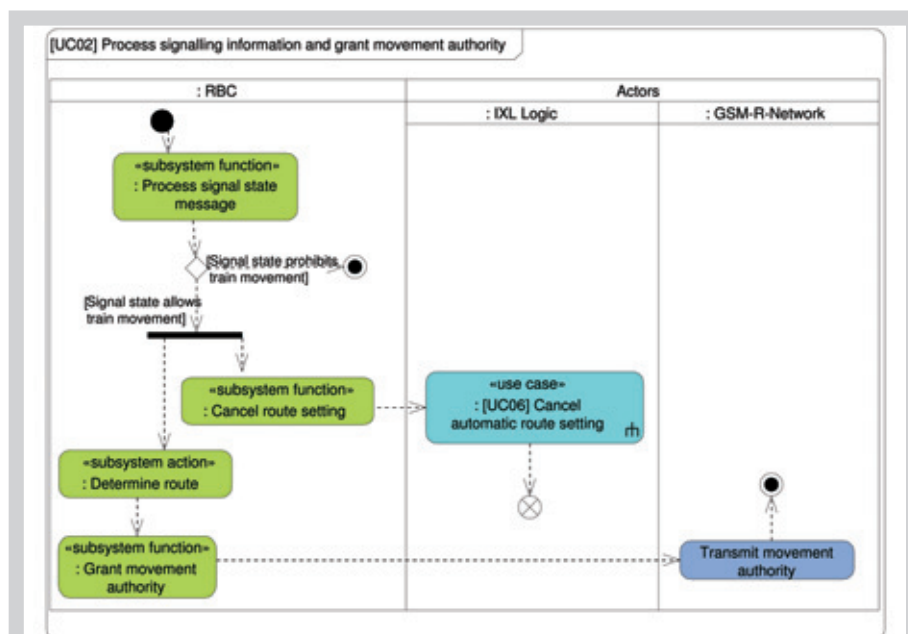 [UC02] Process signalling information and grant movement authority
: RBC
Actors
: IXL Logic
: GSM-R-Network
«subsystem function»
: Process signal state
message
[Signal state prohibits
train movement]
[Signal state allows
train movement]
«subsystem function»
: Cancel route setting
«use case»
: [UC06] Cancel
automatic route setting
«subsystem action»
: Determine route
«subsystem function»
: Grant movement
authority
Transmit movement
authority